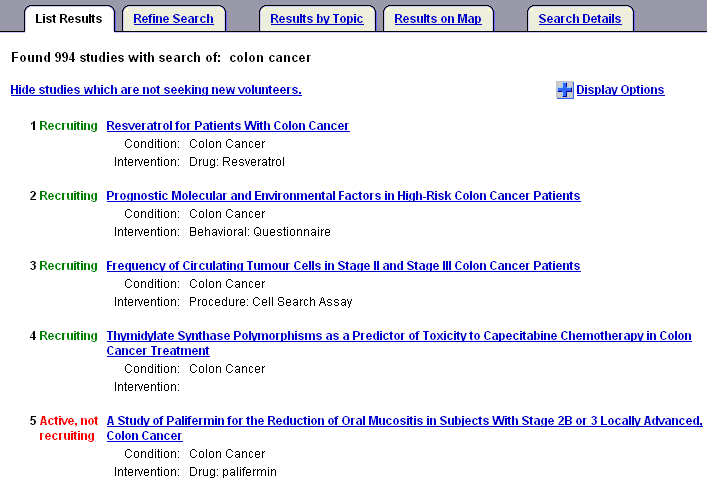 List Results Refine Search Results by Topic Results on Map Search Details
Found 994 studies with search of: colon cancer
Hide studies which are not seeking new volunteers. Display Options
1 Recruiting Resveratrol for Patients With Colon Cancer
Condition: Colon Cancer
Intervention: Drug: Resveratrol
2 Recruiting Prognostic Molecular and Environmental Factors in High-Risk Colon Cancer Patients
Condition: Colon Cancer
Intervention: Behavioral: Questionnaire
3 Recruiting Frequency of Circulating Tumour Cells in Stage II and Stage III Colon Cancer Patients
Condition: Colon Cancer
Intervention: Procedure: Cell Search Assay
4 Recruiting Thymidylate Synthase Polymorphisms as a Predictor of Toxicity to Capecitabine Chemotherapy in Colon
Cancer Treatment
Condition: Colon Cancer
Intervention:
5 Active, not A Study of Palifermin for the Reduction of Oral Mucositis in Subjects With Stage 2B or 3 Locally Advanced,
recruiting Colon Cancer
Condition: Colon Cancer
Intervention: Drug: palifermin